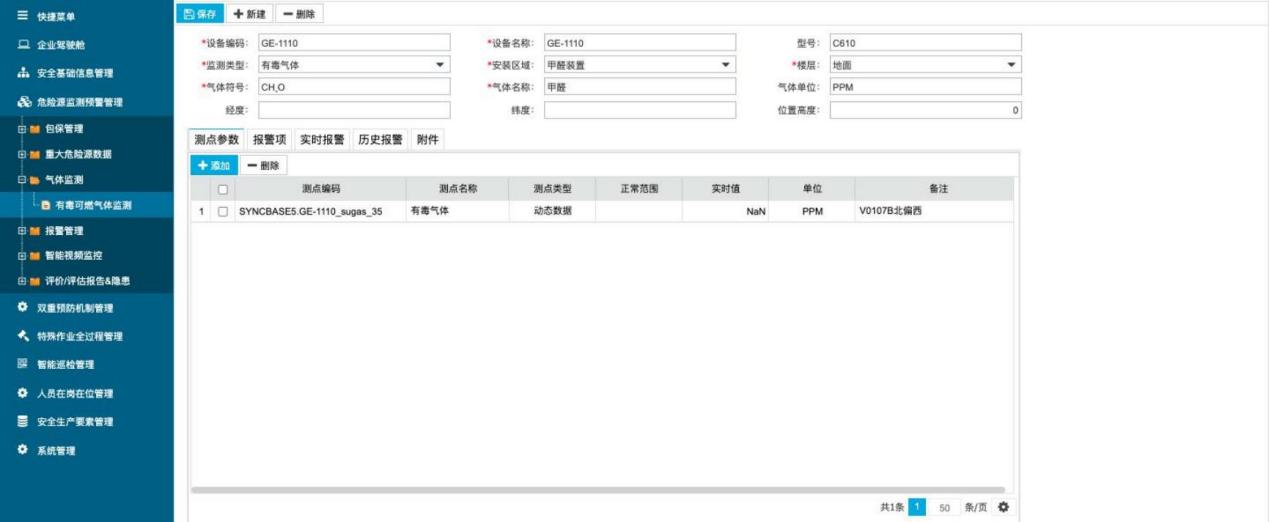 快捷菜单
企业驾驶舱
安全基础信息管理
危险源监测预警管理
包保管理
重大危险源数据
气体监测
有毒可燃气体监测
报警管理
智能视频监控
评价/评估报告&隐患
双重预防机制管理
特殊作业全过程管理
智能巡检管理
人员在岗在位管理
安全生产要素管理
系统管理
保存 新建 删除
*设备编码: GE-1110 *设备名称: GE-1110 型号: C610
*监测类型: 有毒气体 *安装区域: 甲醛装置 *楼层: 地面
*气体符号: CH₂O *气体名称: 甲醛 气体单位: PPM
经度: 纬度: 位置高度: 0
测点参数 报警项 实时报警 历史报警 附件
添加 删除
测点编码 测点名称 测点类型 正常范围 实时值 单位 备注
1 SYNCBASE5.GE-1110_sugas_35 有毒气体 动态数据 NaN PPM V0107B北偏西
共1条 1 50 条/页